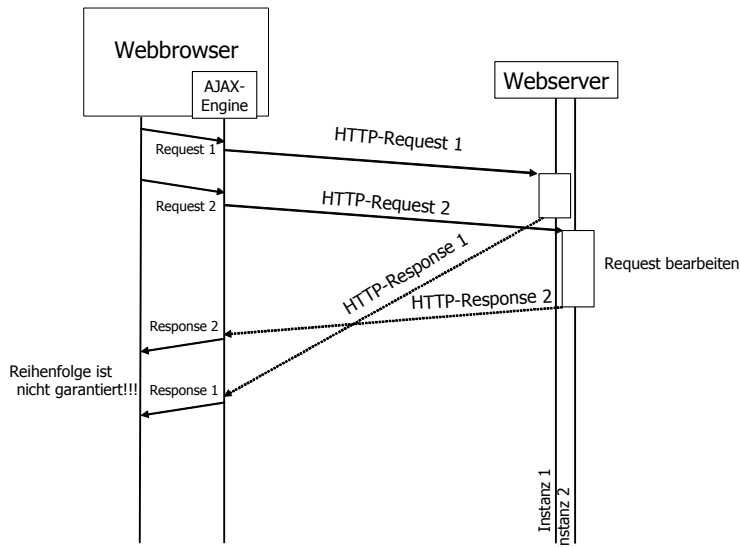 Webbrowser
AJAX-
Engine
Webserver
HTTP-Request 1
Request 1
HTTP-Request 2
Request 2
HTTP-Response 1
Request bearbeiten
HTTP-Response 2
Response 2
Reihenfolge ist
nicht garantiert!!!
Response 1
Instanz 1
nstanz 2